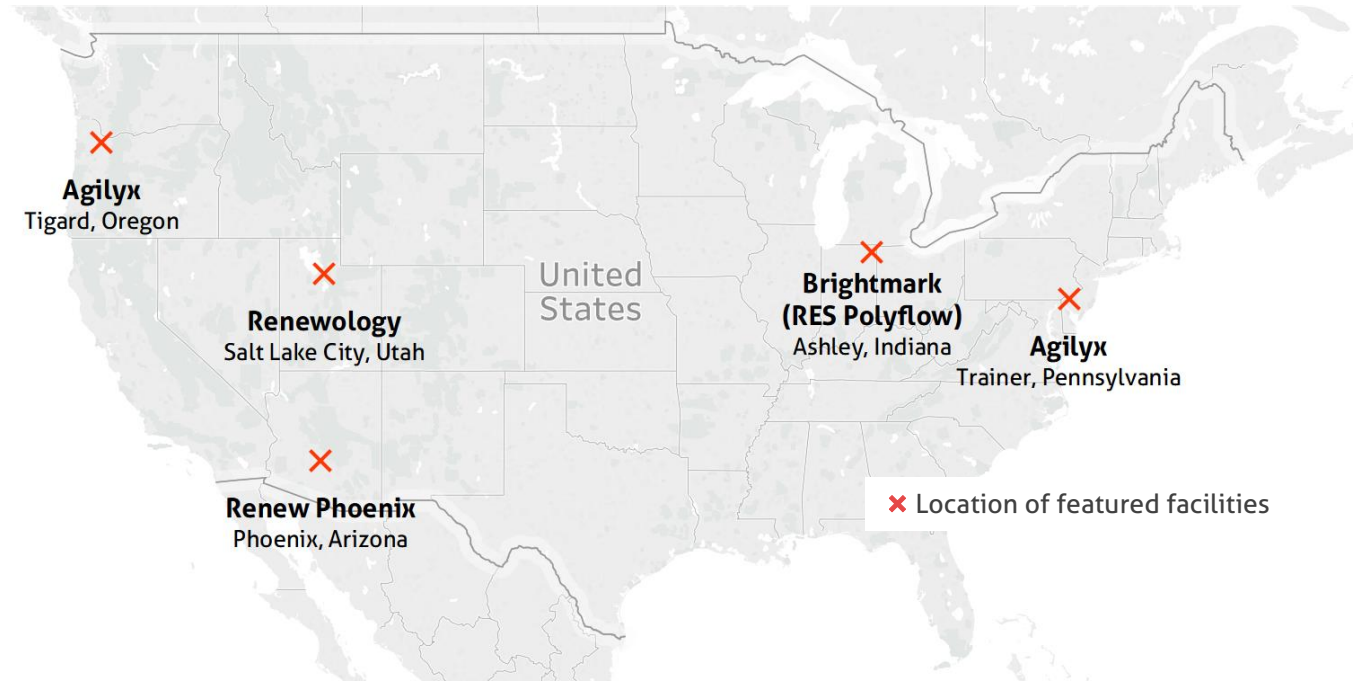 Agilyx
Tigard, Oregon
Renewology
Salt Lake City, Utah
United
States
Brightmark
(RES Polyflow)
Ashley, Indiana
Agilyx
Trainer, Pennsylvania
Renew Phoenix
Phoenix, Arizona
Location of featured facilities